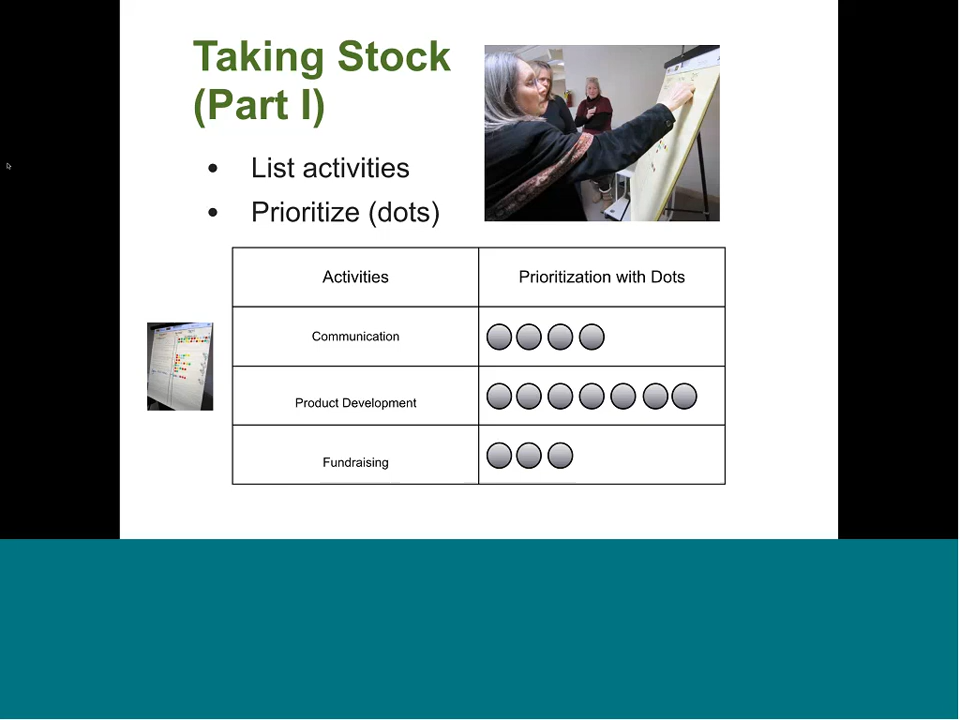 Taking Stock
(Part I)
• List activities
• Prioritize (dots)
Activities
Prioritization with Dots
Communication
Product Development
Fundraising